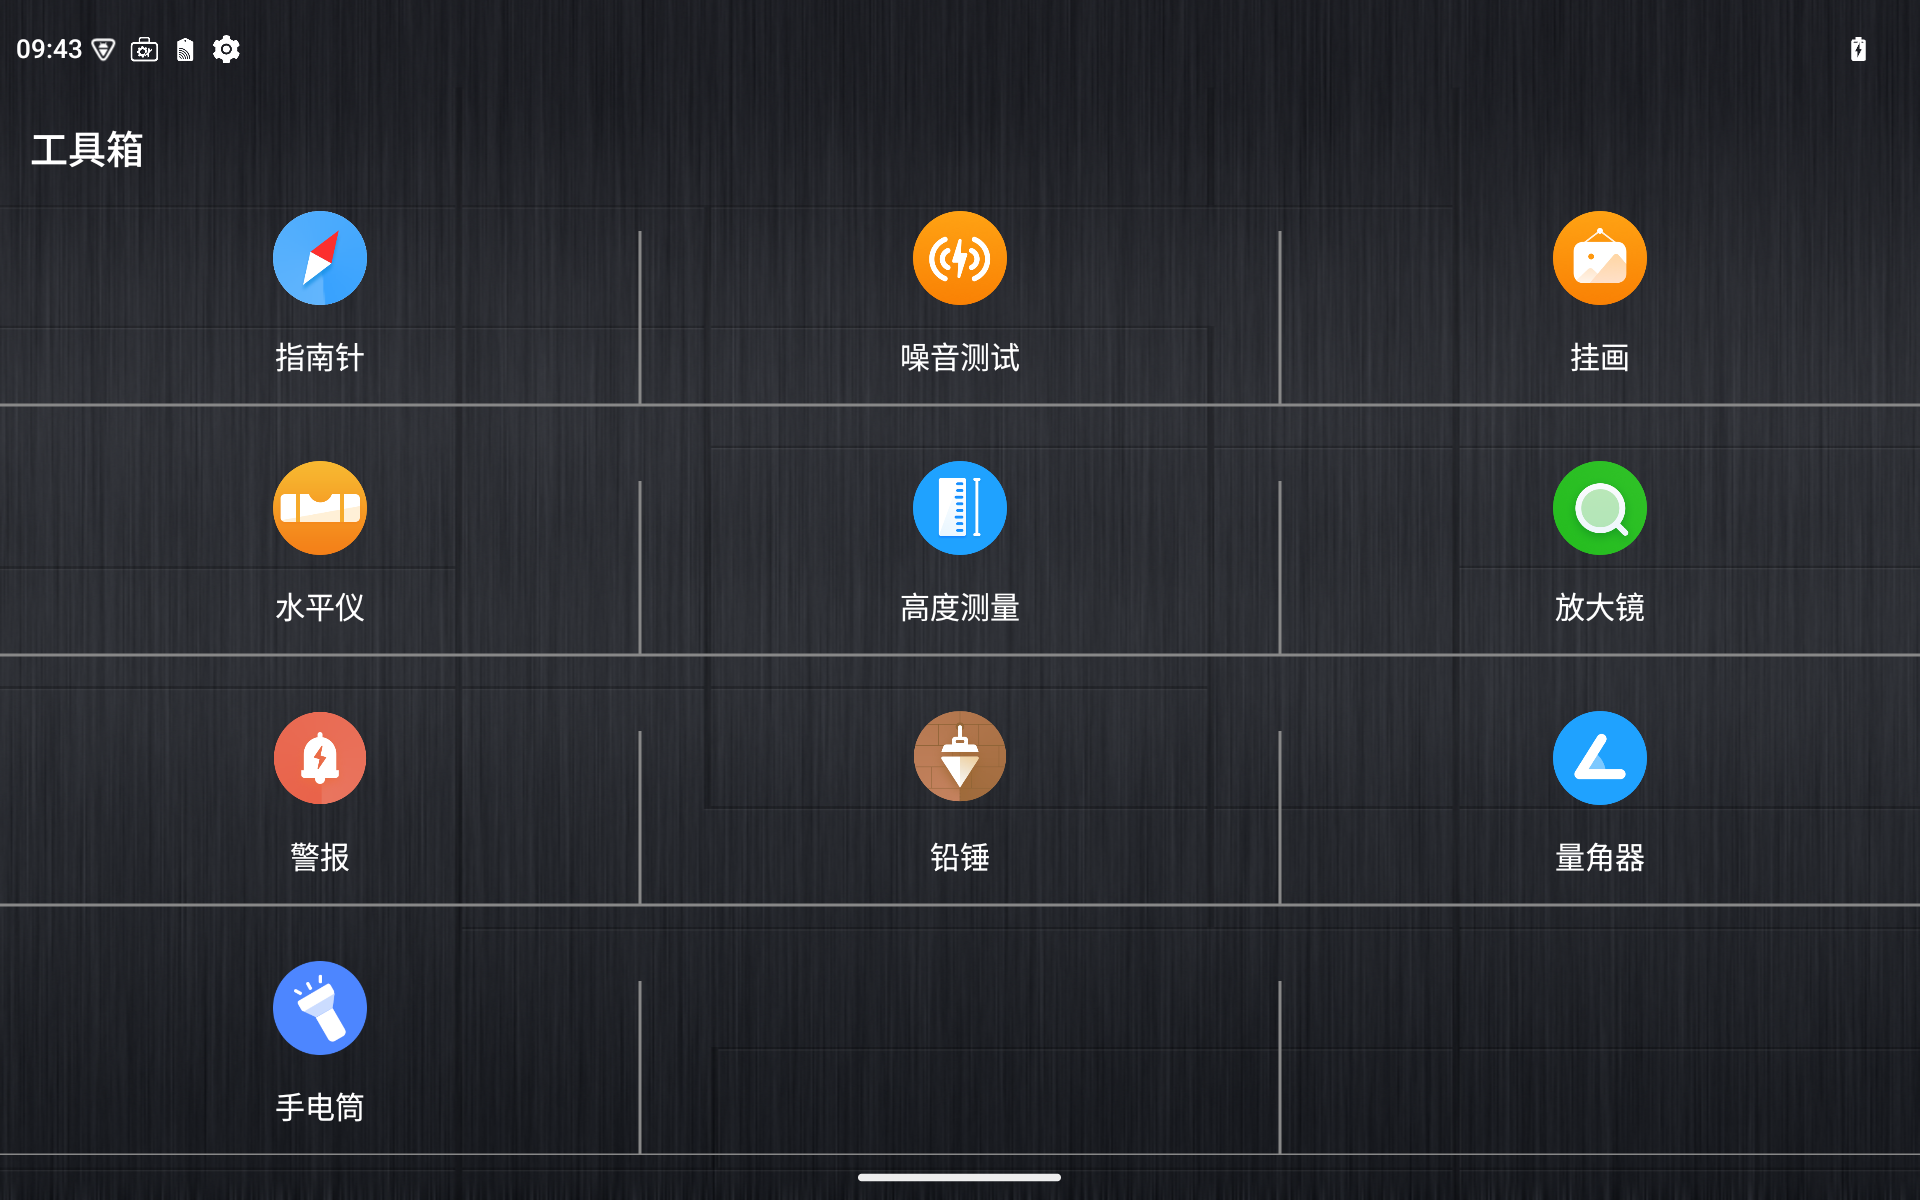 09:43
工具箱
指南针
噪音测试
挂画
水平仪
高度测量
放大镜
警报
铅锤
量角器
手电筒